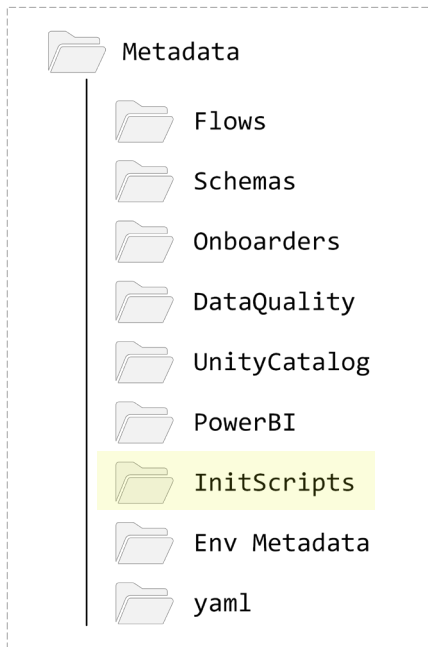 Metadata
Flows
Schemas
Onboarders
DataQuality
UnityCatalog
PowerBI
InitScripts
Env Metadata
yaml